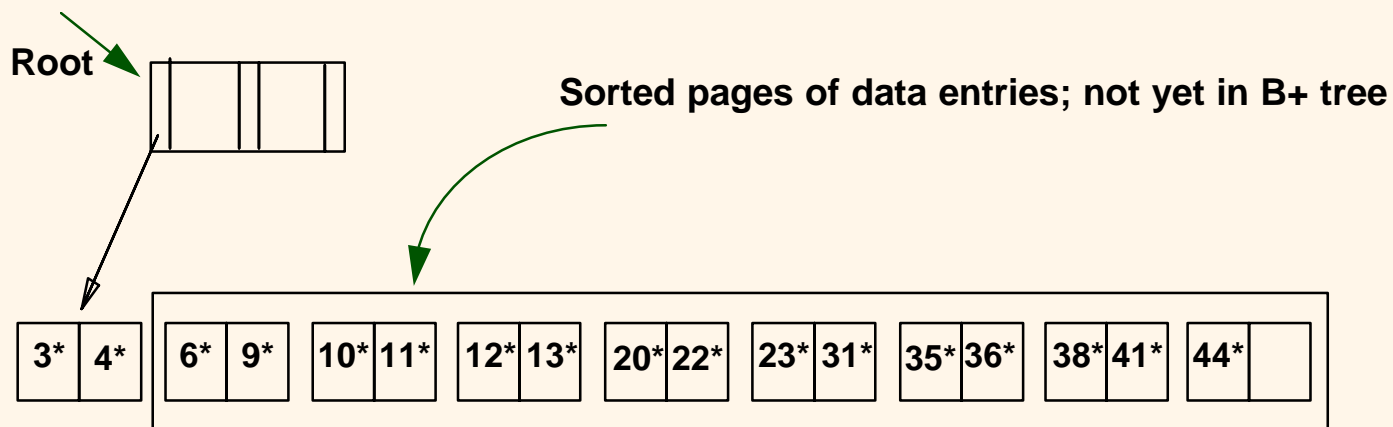 Root
Sorted pages of data entries; not yet in B+ tree
3* 4* 6* 9* 10* 11* 12* 13* 20* 22* 23* 31* 35* 36* 38* 41* 44*